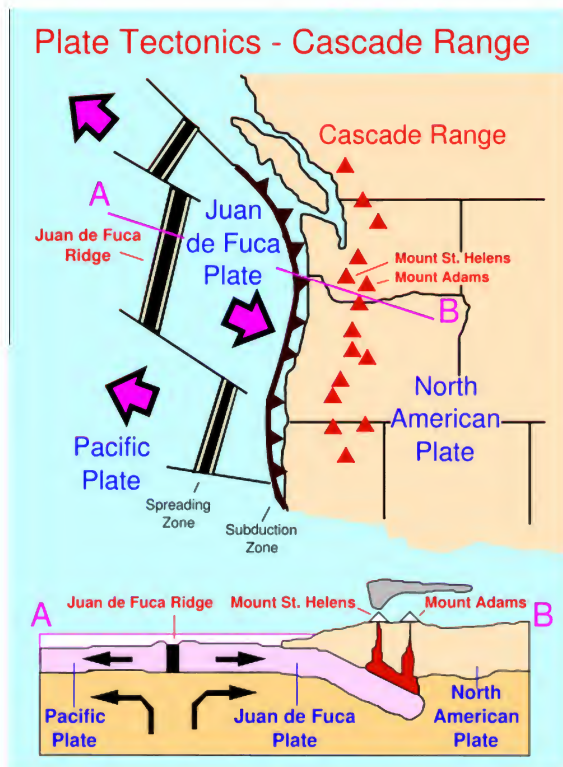 Plate Tectonics - Cascade Range
Cascade Range
A
Juan
de Fuca
Plate
Juan de Fuca
Ridge
Mount St. Helens
Mount Adams
B
North
American
Plate
Pacific
Plate
Spreading
Zone
Subduction
Zone
A
Juan de Fuca Ridge
Mount St. Helens
Mount Adams
B
Pacific
Plate
Juan de Fuca
Plate
North
American
Plate